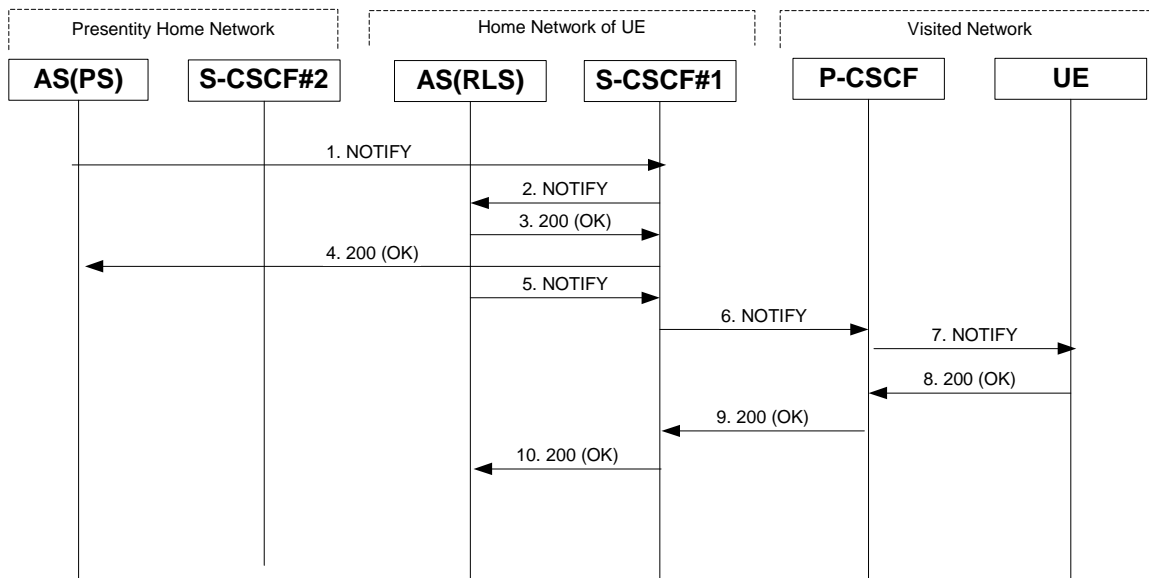 Presentity Home Network
Home Network of UE
Visited Network
AS(PS)
S-CSCF#2
AS(RLS)
S-CSCF#1
P-CSCF
UE
1. NOTIFY
2. NOTIFY
3. 200 (OK)
4. 200 (OK)
5. NOTIFY
6. NOTIFY
7. NOTIFY
8. 200 (OK)
9. 200 (OK)
10. 200 (OK)